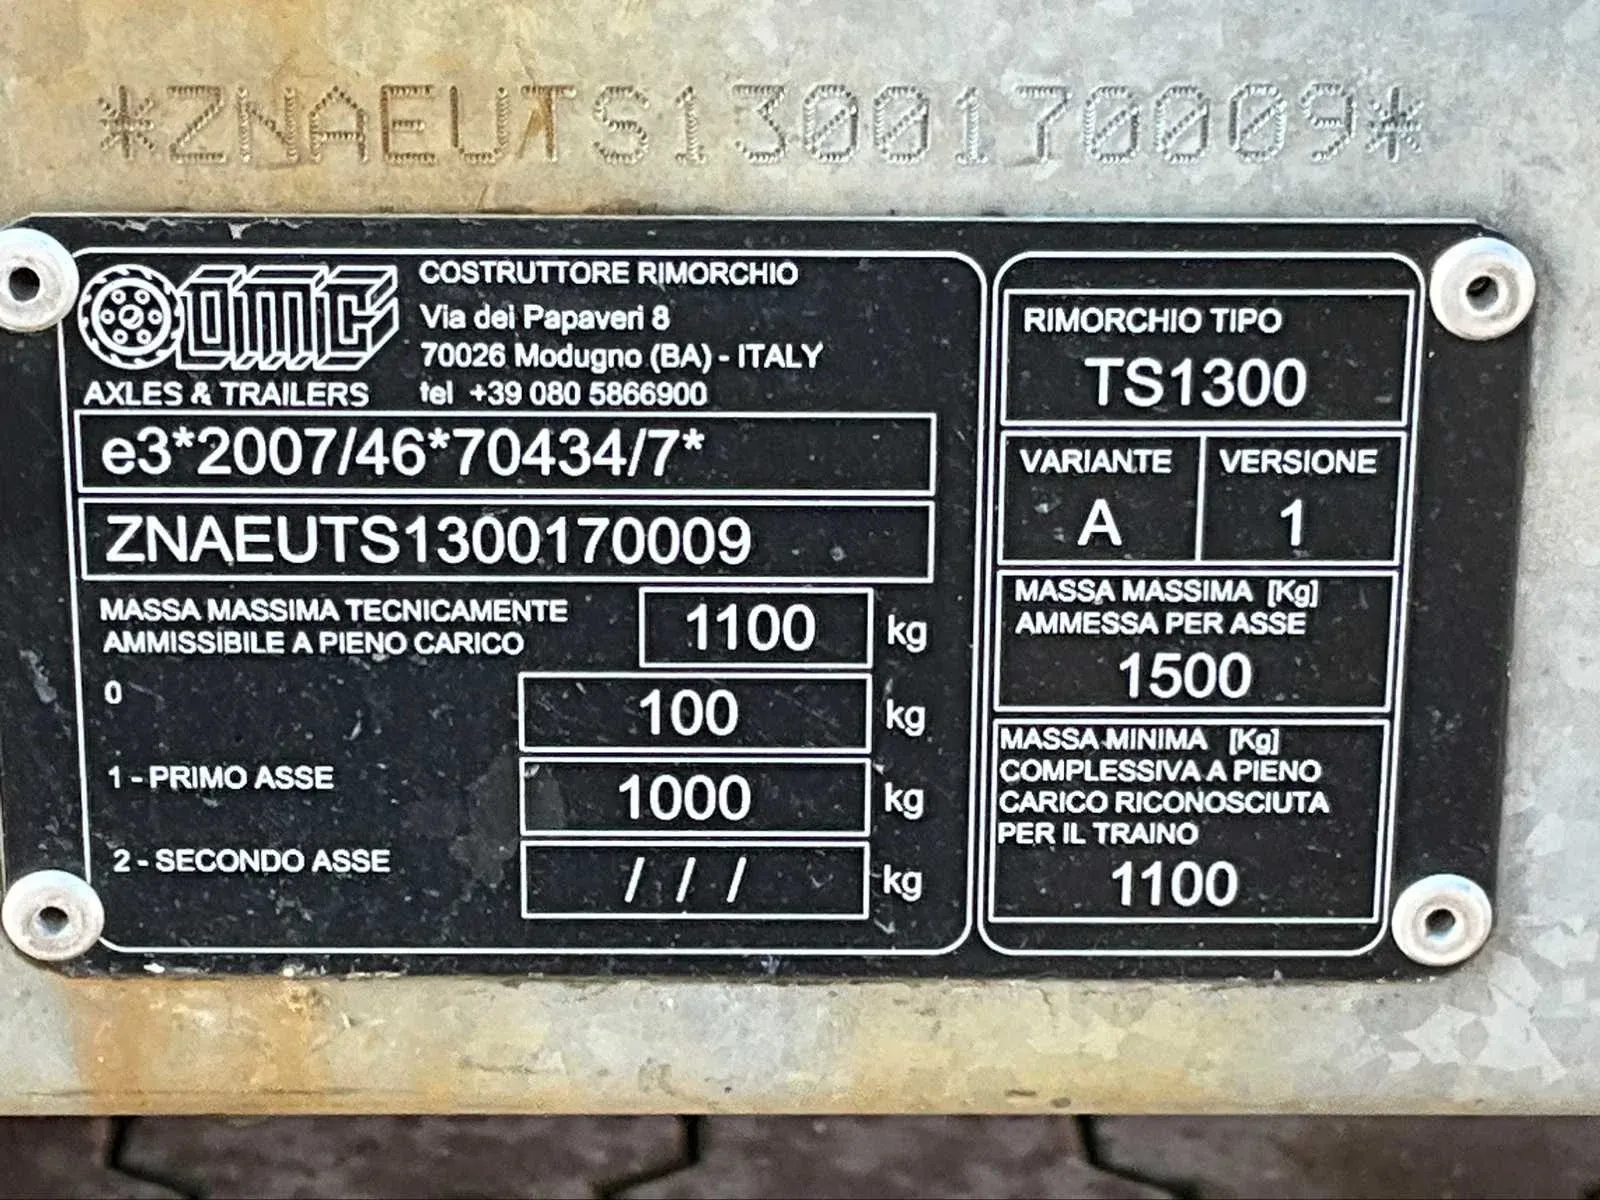 *ZNAEUTS1300170009*
OMC
AXLES & TRAILERS
COSTRUTTORE RIMORCHIO
Via dei Papaveri 8
70026 Modugno (BA) - ITALY
tel +39 080 5866900
e3*2007/46*70434/7*
ZNAEUTS1300170009
MASSA MASSIMA TECNICAMENTE
AMMISSIBILE A PIENO CARICO
1100 kg
0 100 kg
1 - PRIMO ASSE 1000 kg
2 - SECONDO ASSE / / / kg
RIMORCHIO TIPO
TS1300
VARIANTE VERSIONE
A 1
MASSA MASSIMA [Kg]
AMMESSA PER ASSE
1500
MASSA MINIMA [Kg]
COMPLESSIVA A PIENO
CARICO RICONOSCIUTA
PER IL TRAINO
1100